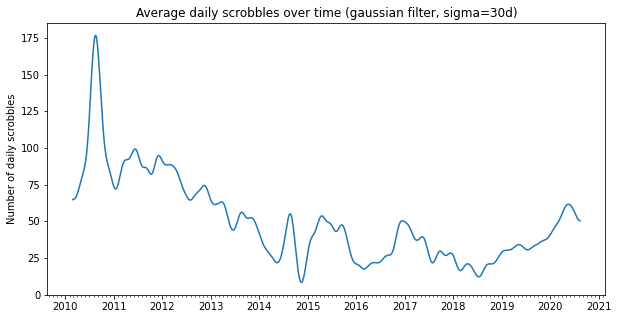 Average daily scrobbles over time (gaussian filter, sigma=30d)
Number of daily scrobbles
175
150
125
100
75
50
25
0
2010 2011 2012 2013 2014 2015 2016 2017 2018 2019 2020 2021